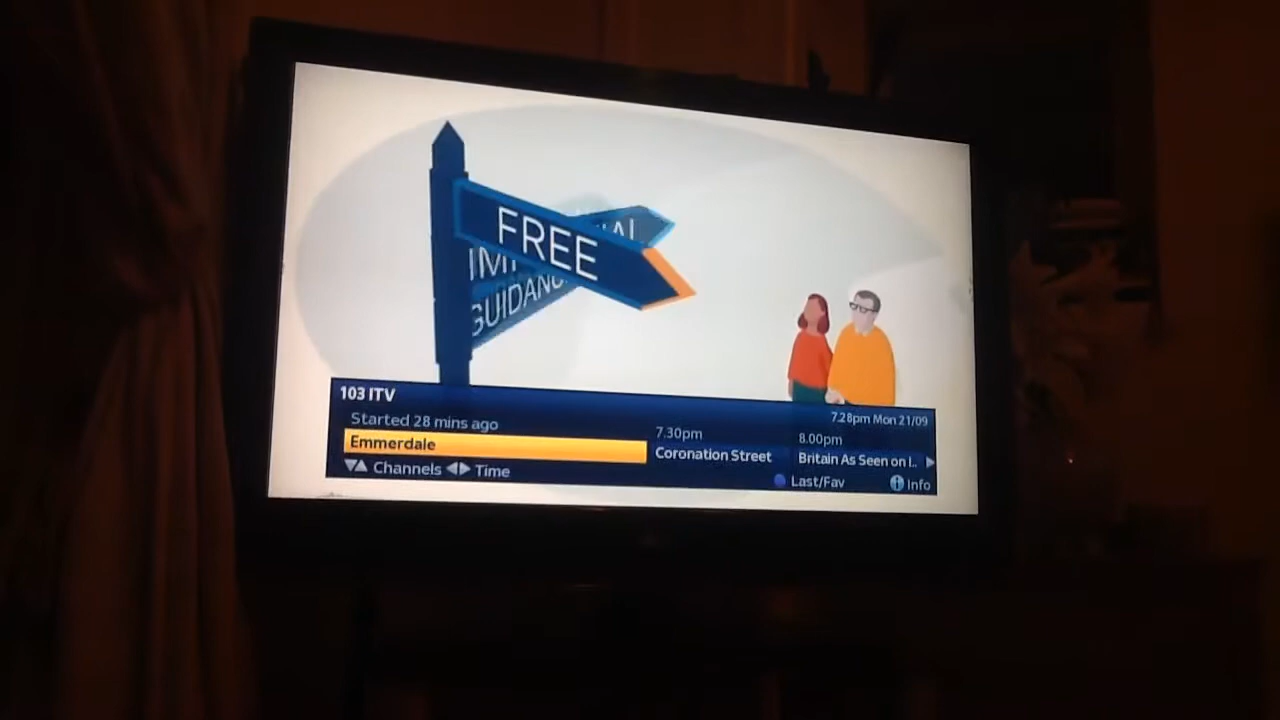 FREE
GUIDANC
103 ITV
7.28pm Mon 21/09
Started 28 mins ago
7.30pm
8.00pm
Emmerdale
Coronation Street
Britain As Seen on I..
Channels
Time
Last/Fav
Info